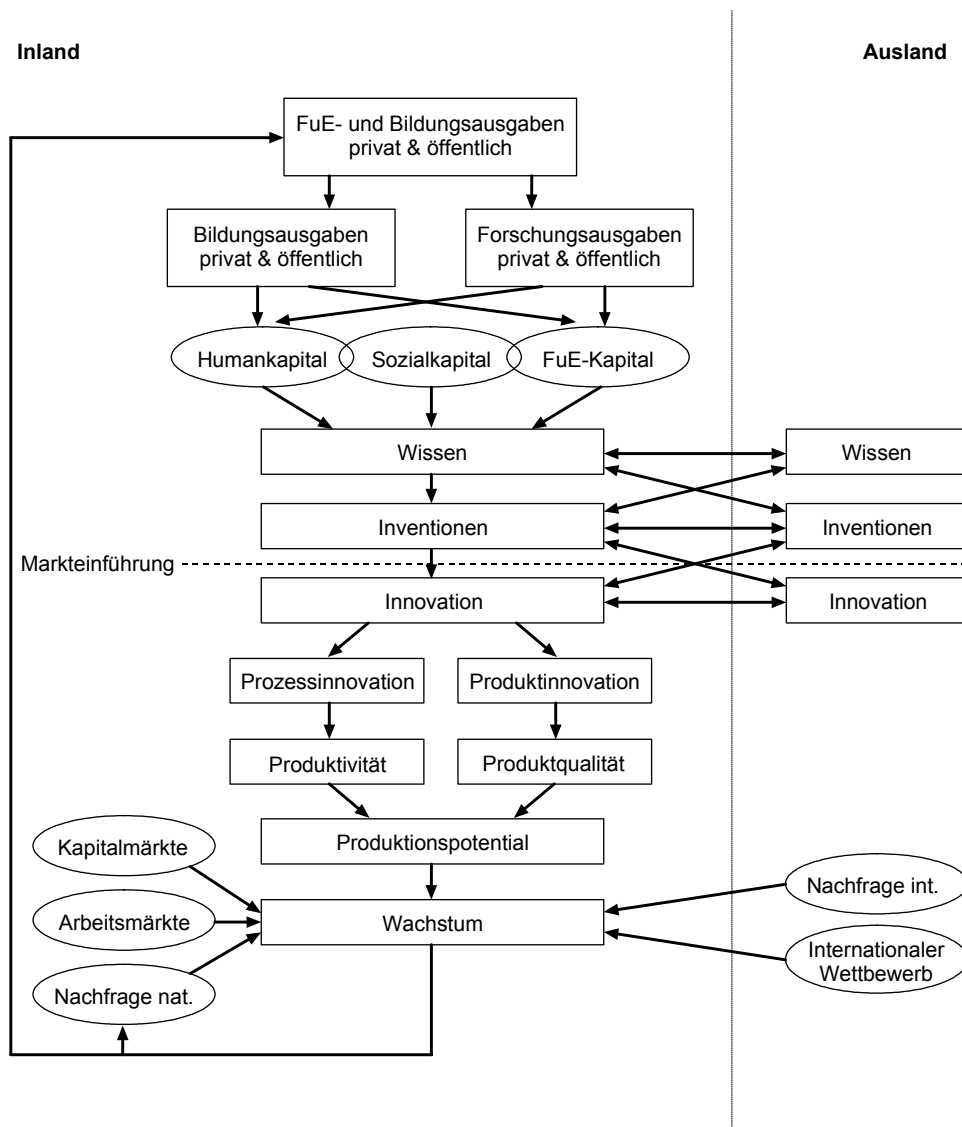 Inland
Ausland
FuE- und Bildungsausgaben
privat & öffentlich
Bildungsausgaben
privat & öffentlich
Forschungsausgaben
privat & öffentlich
Humankapital
Sozialkapital
FuE-Kapital
Wissen
Wissen
Inventionen
Inventionen
Markteinführung
Innovation
Innovation
Prozessinnovation
Produktinnovation
Produktivität
Produktqualität
Produktionspotential
Kapitalmärkte
Nachfrage int.
Arbeitsmärkte
Wachstum
Internationaler
Wettbewerb
Nachfrage nat.